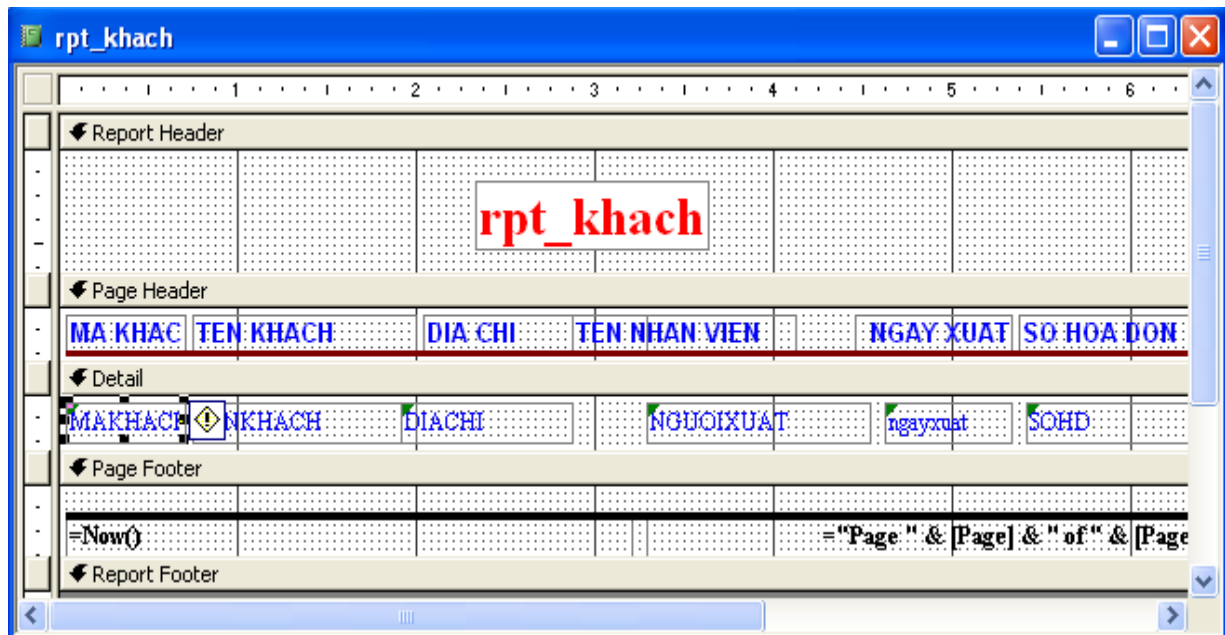 rpt_khach
1 2 3 4 5 6
Report Header
rpt_khach
Page Header
MA KHAC TEN KHACH DIA CHI TEN NHAN VIEN NGAY XUAT SO HOA DON
Detail
MAKHACH NKHACH DIACHI NGUOIXUAT ngayxuat SOHD
Page Footer
=Now() ="Page " & [Page] & " of " & [Page
Report Footer